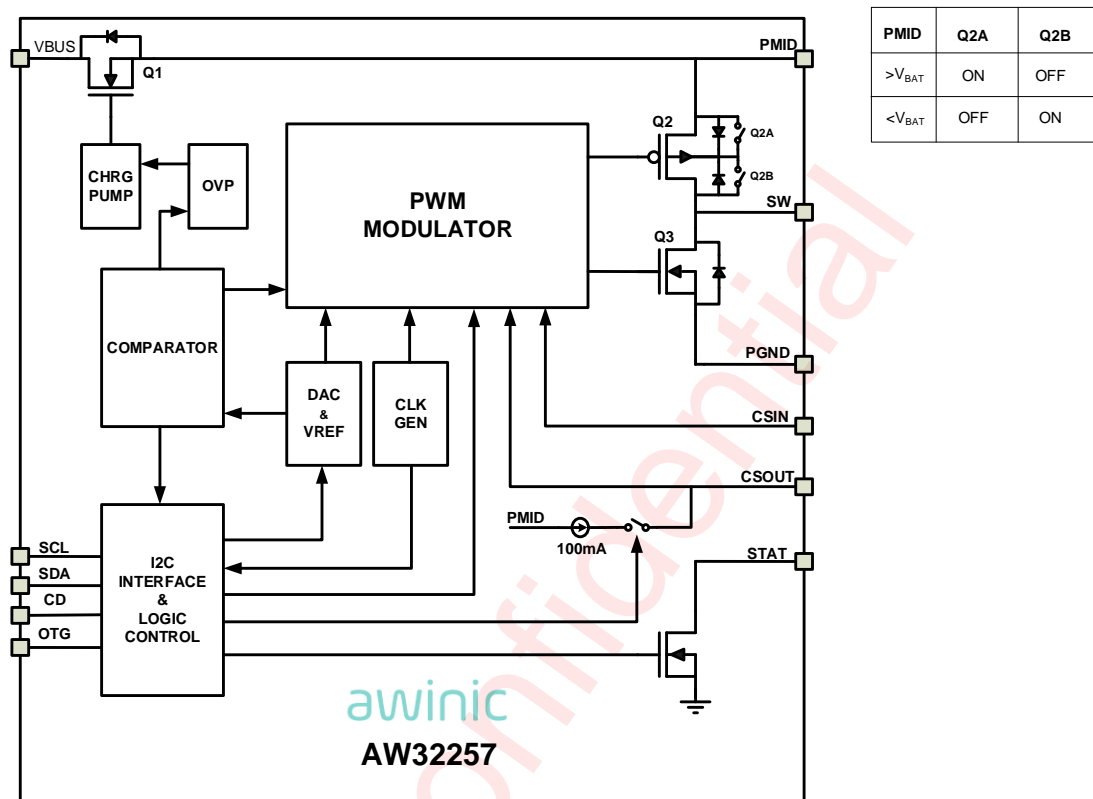 VBUS
Q1
PMID
CHRG
PUMP
OVP
PWM
MODULATOR
Q2
Q2A
Q2B
SW
Q3
COMPARATOR
DAC
&
VREF
CLK
GEN
PGND
CSIN
CSOUT
PMID
100mA
STAT
SCL
SDA
CD
OTG
I2C
INTERFACE
&
LOGIC
CONTROL
awinic
AW32257
PMID Q2A Q2B
>VBAT ON OFF
<VBAT OFF ON
onfidential